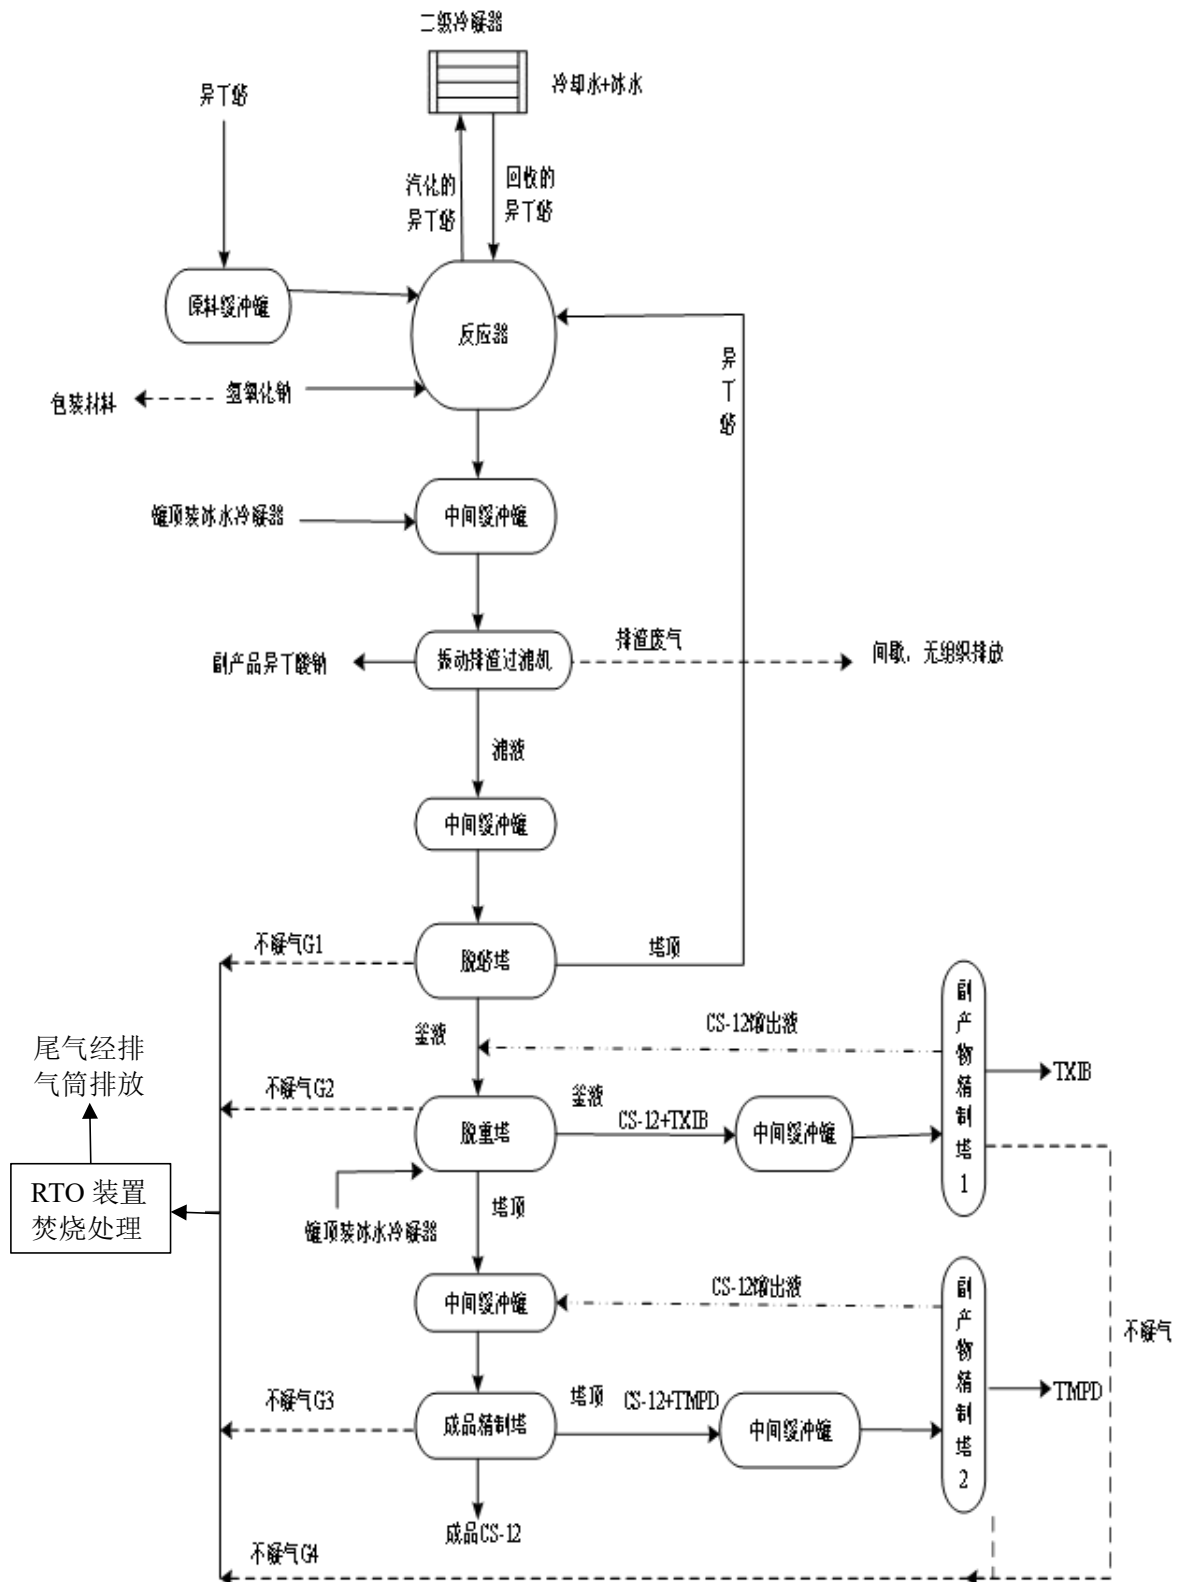 二级冷凝器
冷却水+冰水
异丁醛
汽化的
异丁醛
回收的
异丁醛
原料缓冲罐
反应器
异丁醛
包装材料
氢氧化钠
罐顶装冰水冷凝器
中间缓冲罐
排渣废气
副产品异丁酸钠
振动排渣过滤机
间歇，无组织排放
滤液
中间缓冲罐
不凝气G1
脱醛塔
塔顶
釜液
CS-12馏出液
副产物精制塔1
TXIB
尾气经排
气筒排放
不凝气G2
脱重塔
釜液
CS-12+TXIB
中间缓冲罐
RTO 装置
焚烧处理
塔顶
罐顶装冰水冷凝器
中间缓冲罐
CS-12馏出液
副产物精制塔2
不凝气
TMPD
不凝气G3
成品精制塔
塔顶
CS-12+TMPD
中间缓冲罐
成品CS-12
不凝气G4